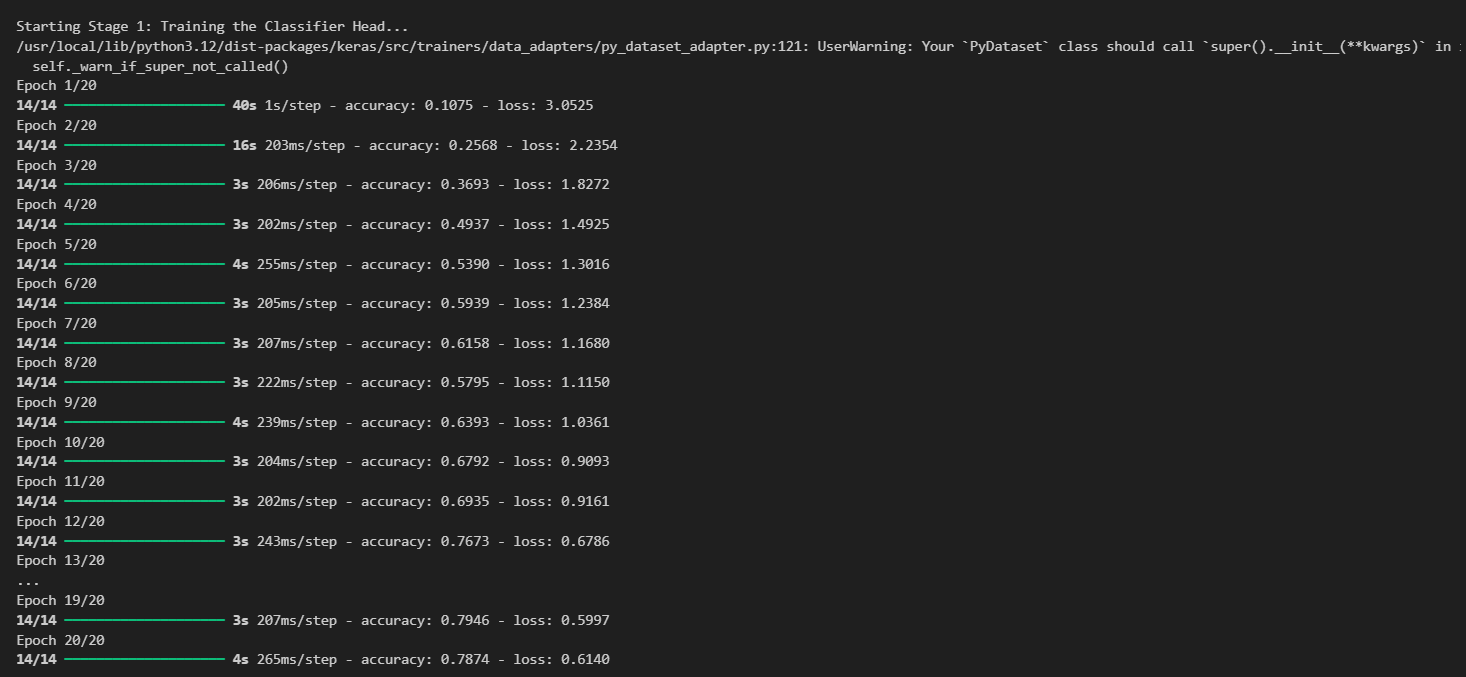 Starting Stage 1: Training the Classifier Head...
/usr/local/lib/python3.12/dist-packages/keras/src/trainers/data_adapters/py_dataset_adapter.py:121: UserWarning: Your `PyDataset` class should call `super().__init__(**kwargs)` in
self._warn_if_super_not_called()
Epoch 1/20
14/14 ━━━━━━━━━━━━━━━━━━━━ 40s 1s/step - accuracy: 0.1075 - loss: 3.0525
Epoch 2/20
14/14 ━━━━━━━━━━━━━━━━━━━━ 16s 203ms/step - accuracy: 0.2568 - loss: 2.2354
Epoch 3/20
14/14 ━━━━━━━━━━━━━━━━━━━━ 3s 206ms/step - accuracy: 0.3693 - loss: 1.8272
Epoch 4/20
14/14 ━━━━━━━━━━━━━━━━━━━━ 3s 202ms/step - accuracy: 0.4937 - loss: 1.4925
Epoch 5/20
14/14 ━━━━━━━━━━━━━━━━━━━━ 4s 255ms/step - accuracy: 0.5390 - loss: 1.3016
Epoch 6/20
14/14 ━━━━━━━━━━━━━━━━━━━━ 3s 205ms/step - accuracy: 0.5939 - loss: 1.2384
Epoch 7/20
14/14 ━━━━━━━━━━━━━━━━━━━━ 3s 207ms/step - accuracy: 0.6158 - loss: 1.1680
Epoch 8/20
14/14 ━━━━━━━━━━━━━━━━━━━━ 3s 222ms/step - accuracy: 0.5795 - loss: 1.1150
Epoch 9/20
14/14 ━━━━━━━━━━━━━━━━━━━━ 4s 239ms/step - accuracy: 0.6393 - loss: 1.0361
Epoch 10/20
14/14 ━━━━━━━━━━━━━━━━━━━━ 3s 204ms/step - accuracy: 0.6792 - loss: 0.9093
Epoch 11/20
14/14 ━━━━━━━━━━━━━━━━━━━━ 3s 202ms/step - accuracy: 0.6935 - loss: 0.9161
Epoch 12/20
14/14 ━━━━━━━━━━━━━━━━━━━━ 3s 243ms/step - accuracy: 0.7673 - loss: 0.6786
Epoch 13/20
...
Epoch 19/20
14/14 ━━━━━━━━━━━━━━━━━━━━ 3s 207ms/step - accuracy: 0.7946 - loss: 0.5997
Epoch 20/20
14/14 ━━━━━━━━━━━━━━━━━━━━ 4s 265ms/step - accuracy: 0.7874 - loss: 0.6140